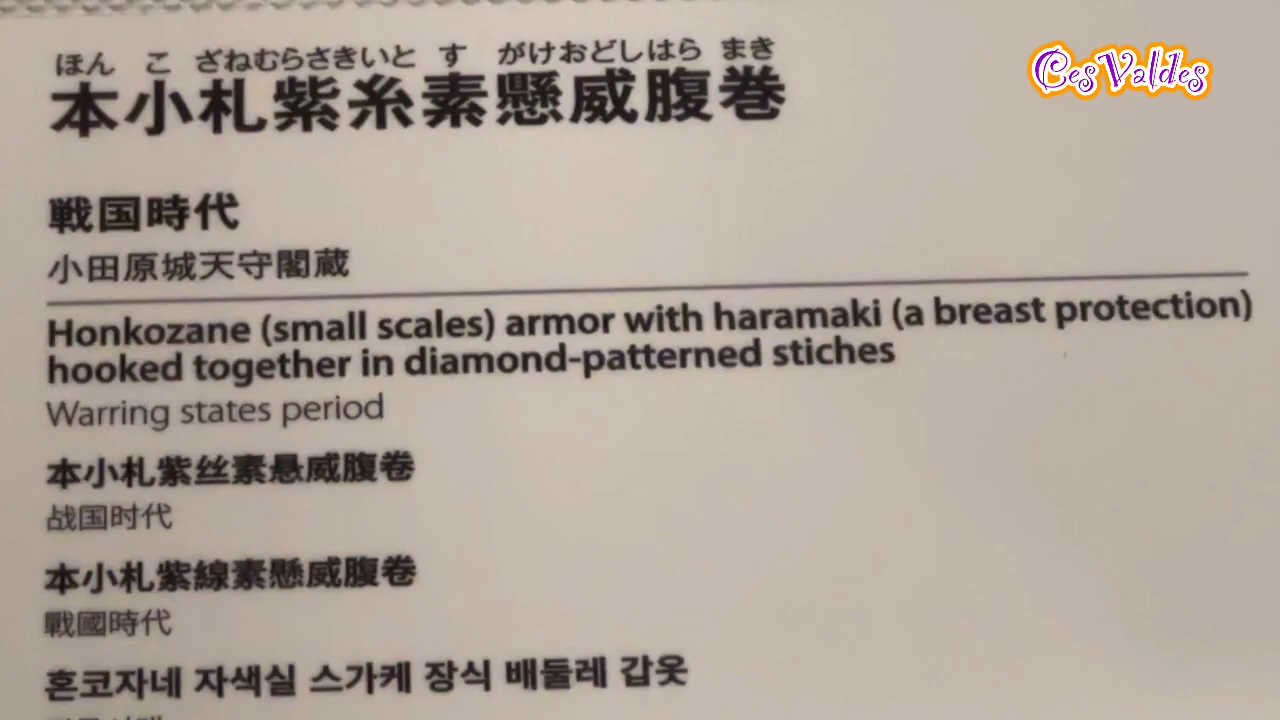 ほん こ ざねむらさきいと す がけおどしはら まき
本小札紫糸素懸威腹巻
CesValdes
戦国時代
小田原城天守閣蔵
Honkozane (small scales) armor with haramaki (a breast protection)
hooked together in diamond-patterned stiches
Warring states period
本小札紫丝素悬威腹卷
战国时代
本小札紫線素懸威腹卷
戰國時代
혼코자네 자색실 스가케 장식 배둘레 갑옷